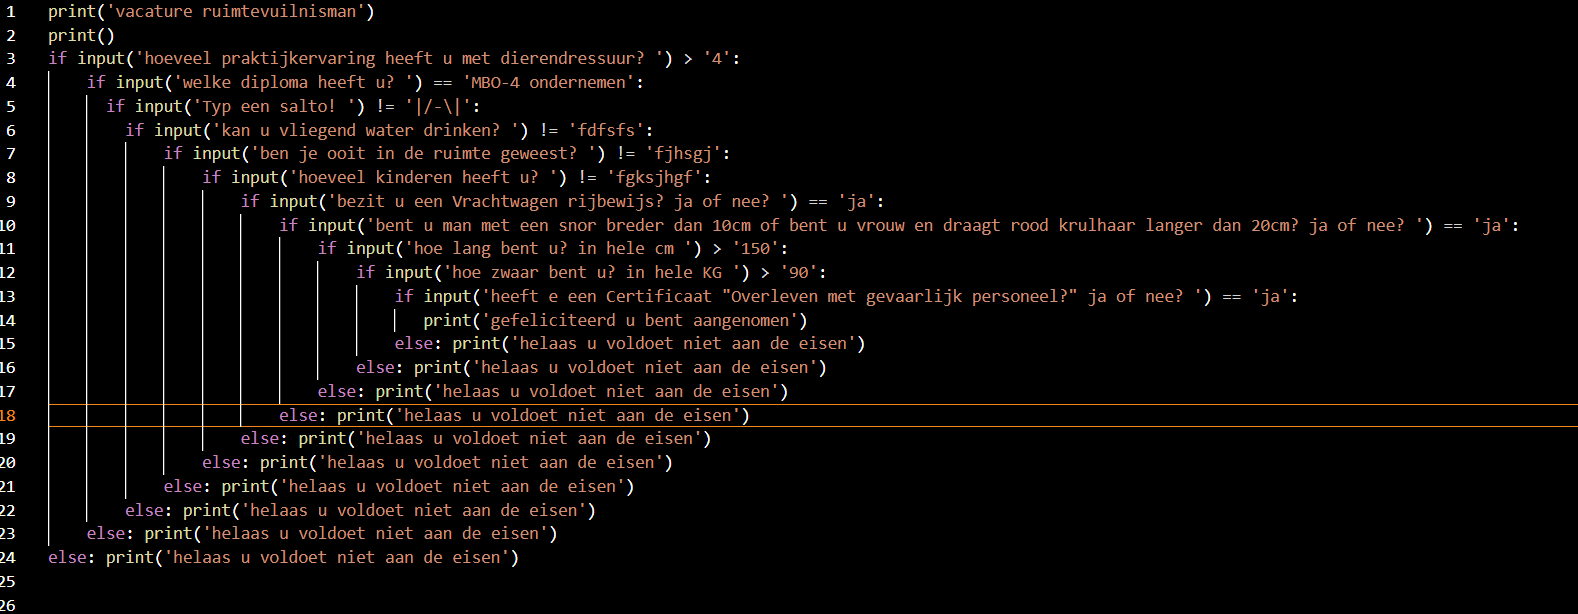 1 print('vacature ruimtevuilnisman')
2 print()
3 if input('hoeveel praktijkervaring heeft u met dierendressuur? ') > '4':
4 if input('welke diploma heeft u? ') == 'MBO-4 ondernemen':
5 if input('Typ een salto! ') != '|/-\|':
6 if input('kan u vliegend water drinken? ') != 'fdfsfs':
7 if input('ben je ooit in de ruimte geweest? ') != 'fjhsgj':
8 if input('hoeveel kinderen heeft u? ') != 'fgksjhgf':
9 if input('bezit u een Vrachtwagen rijbewijs? ja of nee? ') == 'ja':
10 if input('bent u man met een snor breder dan 10cm of bent u vrouw en draagt rood krulhaar langer dan 20cm? ja of nee? ') == 'ja':
11 if input('hoe lang bent u? in hele cm ') > '150':
12 if input('hoe zwaar bent u? in hele KG ') > '90':
13 if input('heeft e een Certificaat "Overleven met gevaarlijk personeel?" ja of nee? ') == 'ja':
14 print('gefeliciteerd u bent aangenomen')
15 else: print('helaas u voldoet niet aan de eisen')
16 else: print('helaas u voldoet niet aan de eisen')
17 else: print('helaas u voldoet niet aan de eisen')
18 else: print('helaas u voldoet niet aan de eisen')
19 else: print('helaas u voldoet niet aan de eisen')
20 else: print('helaas u voldoet niet aan de eisen')
21 else: print('helaas u voldoet niet aan de eisen')
22 else: print('helaas u voldoet niet aan de eisen')
23 else: print('helaas u voldoet niet aan de eisen')
24 else: print('helaas u voldoet niet aan de eisen')
25
26